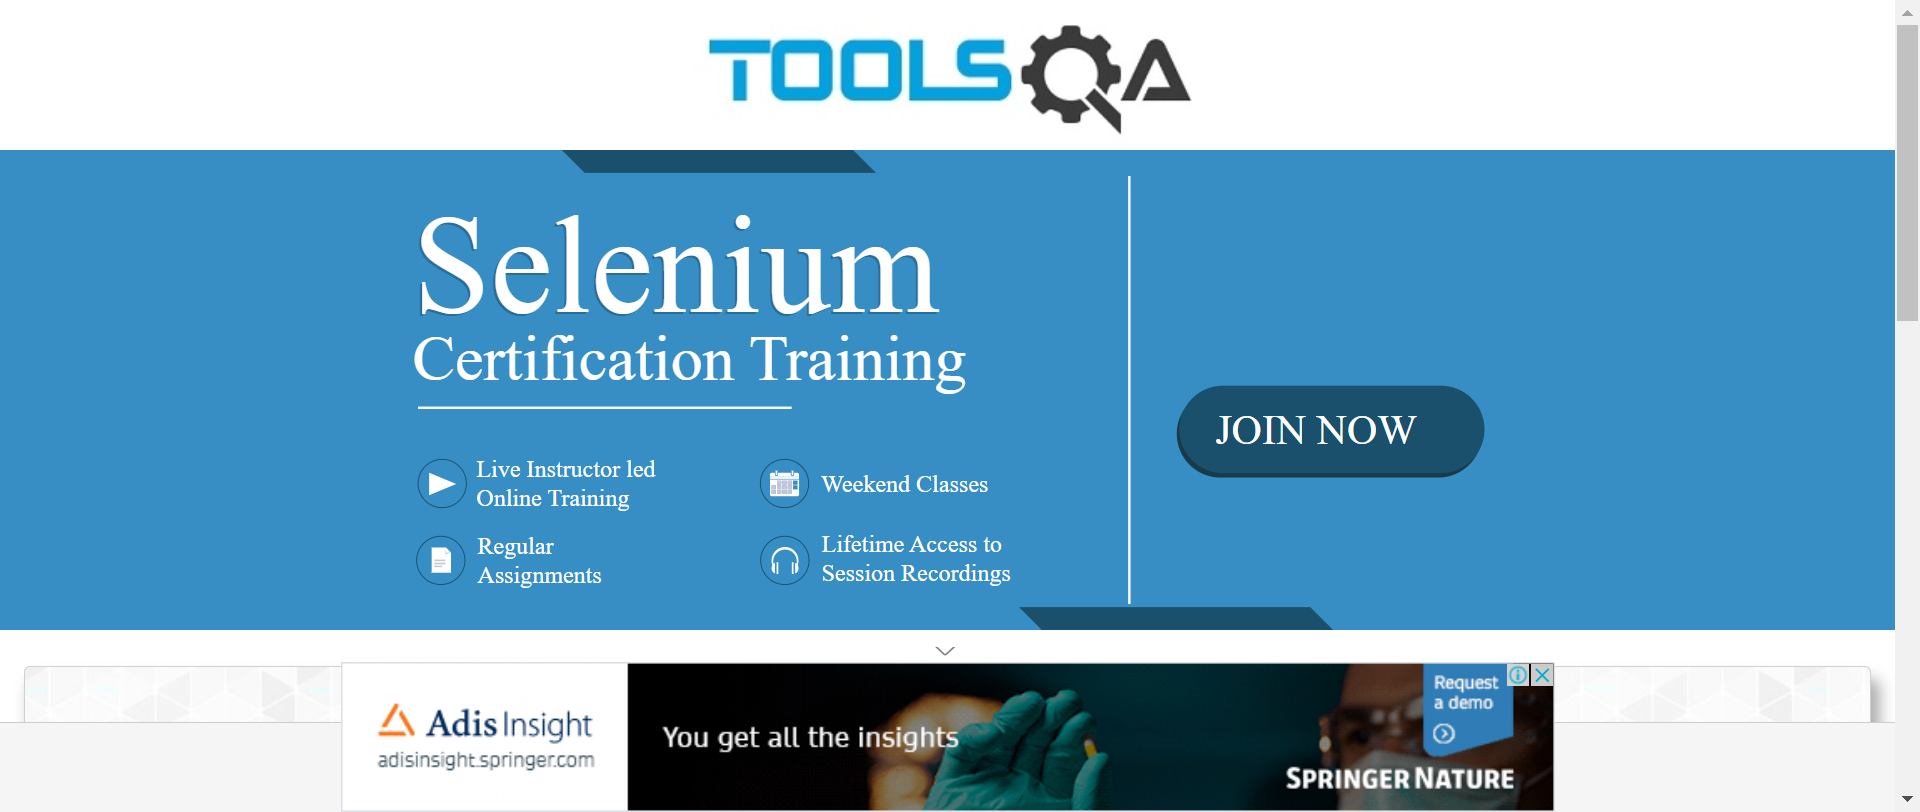 TOOLSQA
Selenium
Certification Training
JOIN NOW
Live Instructor led
Online Training
Weekend Classes
Regular
Assignments
Lifetime Access to
Session Recordings
Adis Insight
adisinsight.springer.com
You get all the insights
Request
a demo
SPRINGER NATURE